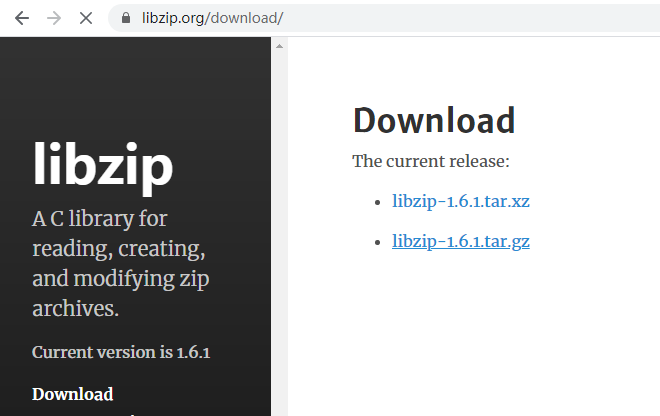 libzip.org/download/
libzip
A C library for
reading, creating,
and modifying zip
archives.
Current version is 1.6.1
Download
Download
The current release:
libzip-1.6.1.tar.xz
libzip-1.6.1.tar.gz